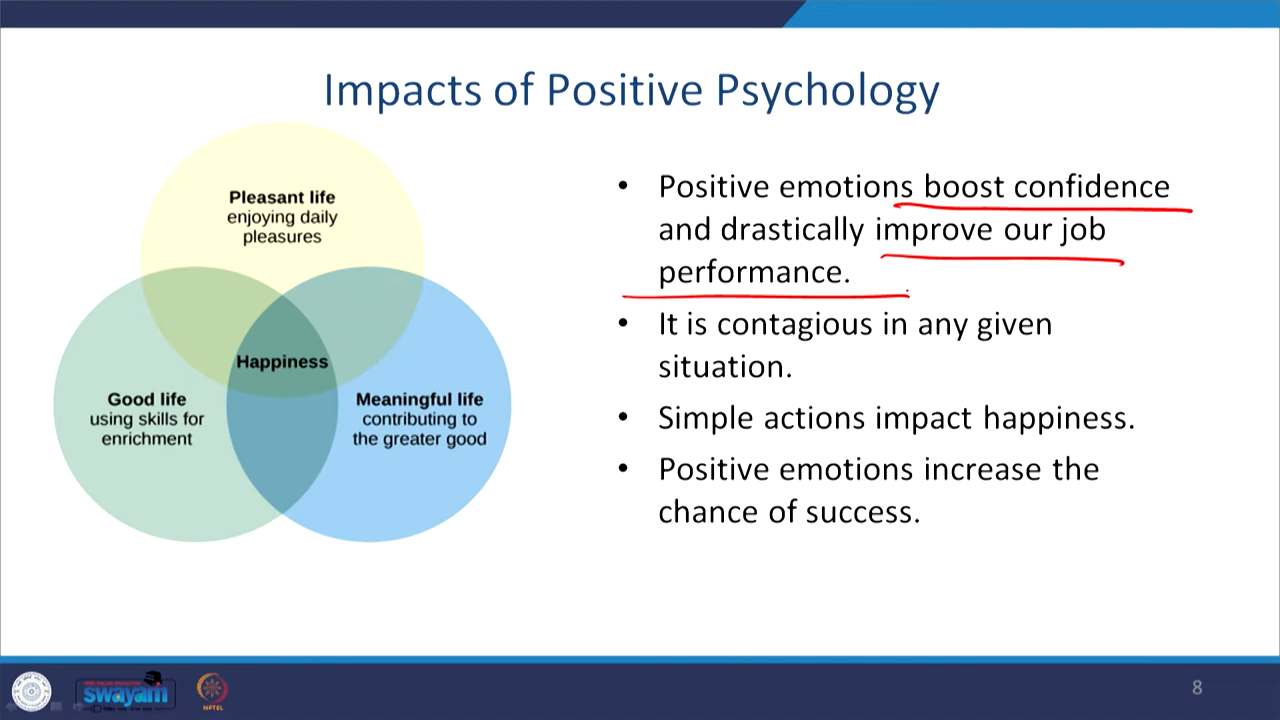 Impacts of Positive Psychology
Pleasant life
enjoying daily
pleasures
Happiness
Good life
using skills for
enrichment
Meaningful life
contributing to
the greater good
• Positive emotions boost confidence
and drastically improve our job
performance.
• It is contagious in any given
situation.
• Simple actions impact happiness.
• Positive emotions increase the
chance of success.
swayam
NPTEL
8